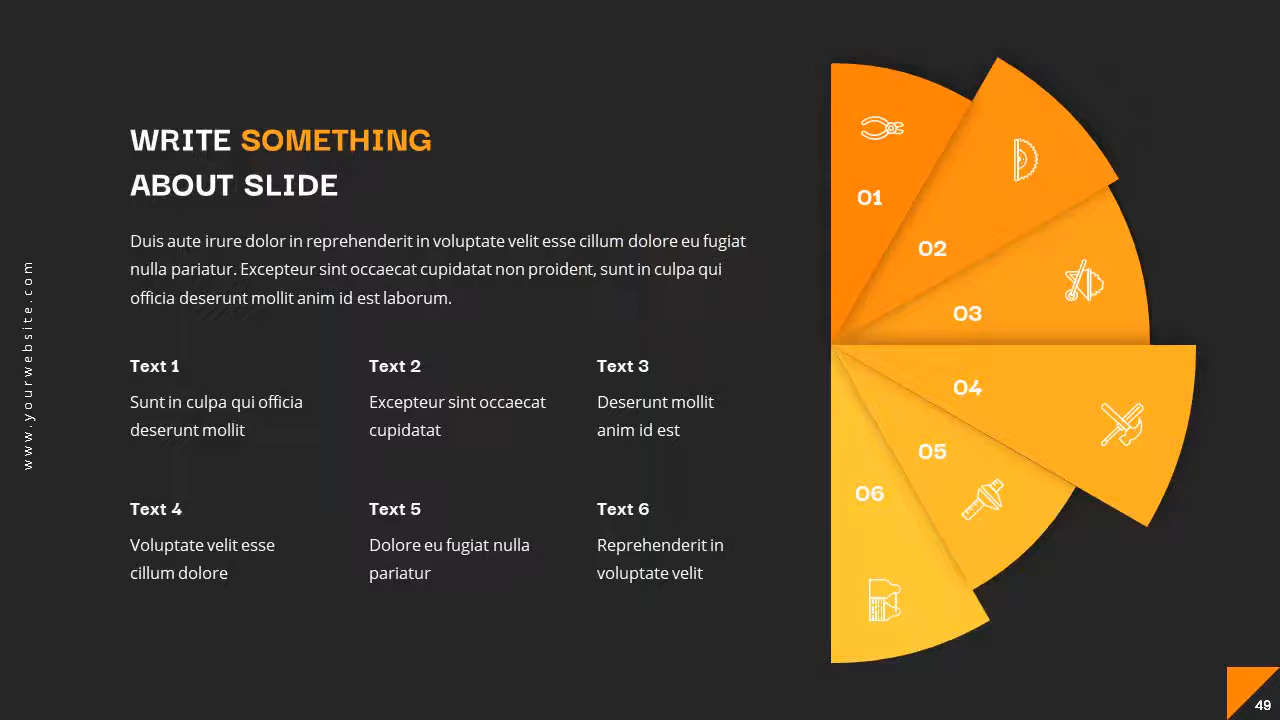 WRITE SOMETHING
ABOUT SLIDE
Duis aute irure dolor in reprehenderit in voluptate velit esse cillum dolore eu fugiat
nulla pariatur. Excepteur sint occaecat cupidatat non proident, sunt in culpa qui
officia deserunt mollit anim id est laborum.
Text 1
Sunt in culpa qui officia
deserunt mollit
Text 2
Excepteur sint occaecat
cupidatat
Text 3
Deserunt mollit
anim id est
Text 4
Voluptate velit esse
cillum dolore
Text 5
Dolore eu fugiat nulla
pariatur
Text 6
Reprehenderit in
voluptate velit
01
02
03
04
05
06
www.yourwebsite.com
49